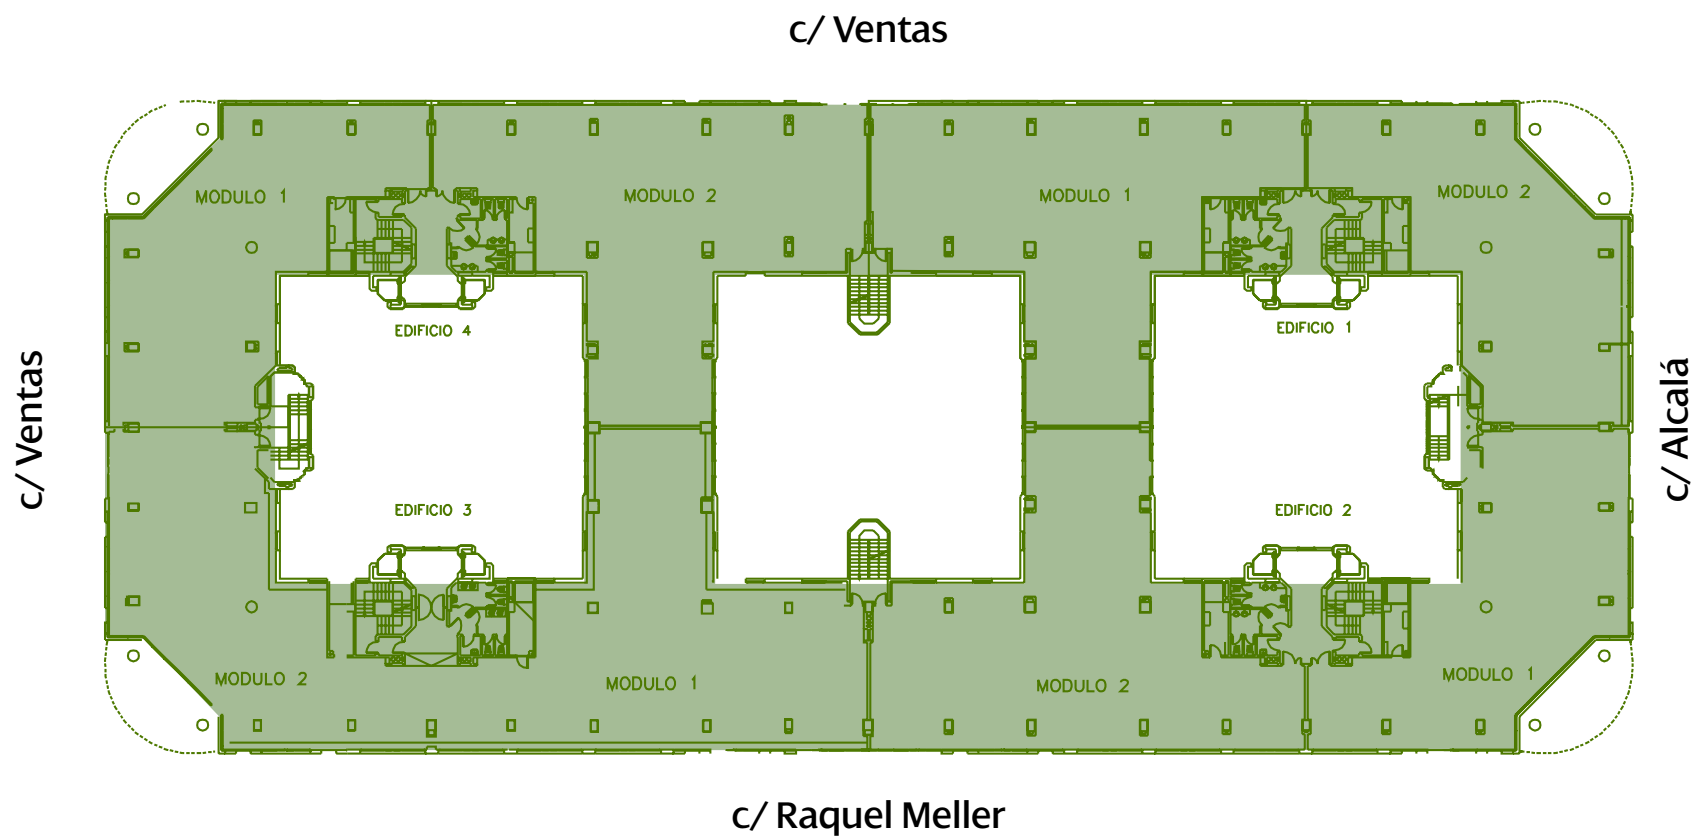 c/ Ventas
MODULO 1
MODULO 2
MODULO 1
MODULO 2
EDIFICIO 4
EDIFICIO 1
c/ Ventas
c/ Alcalá
EDIFICIO 3
EDIFICIO 2
MODULO 2
MODULO 1
MODULO 2
MODULO 1
c/ Raquel Meller